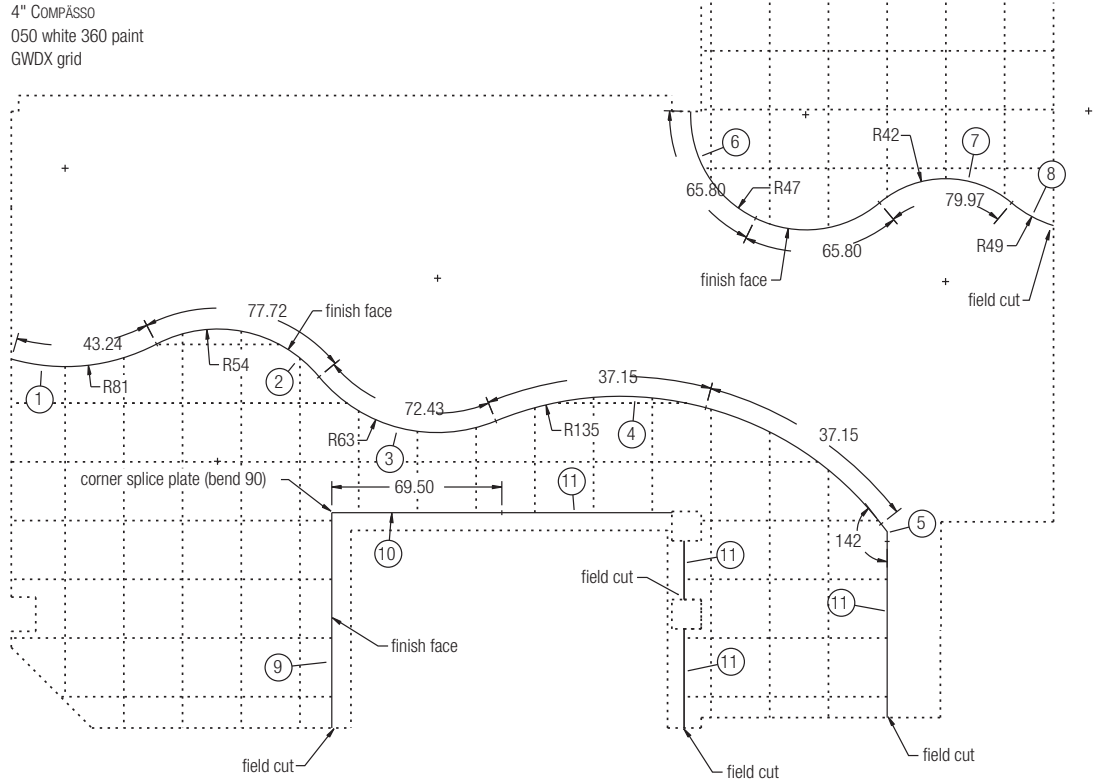 4" COMPÄSSO
050 white 360 paint
GWDX grid
6
R42
7
8
65.80
R47
79.97
R49
65.80
finish face
field cut
77.72
finish face
43.24
R54
2
R81
1
37.15
72.43
R135
4
R63
3
37.15
corner splice plate (bend 90)
69.50
11
5
142
10
11
field cut
11
finish face
9
11
field cut
field cut
field cut